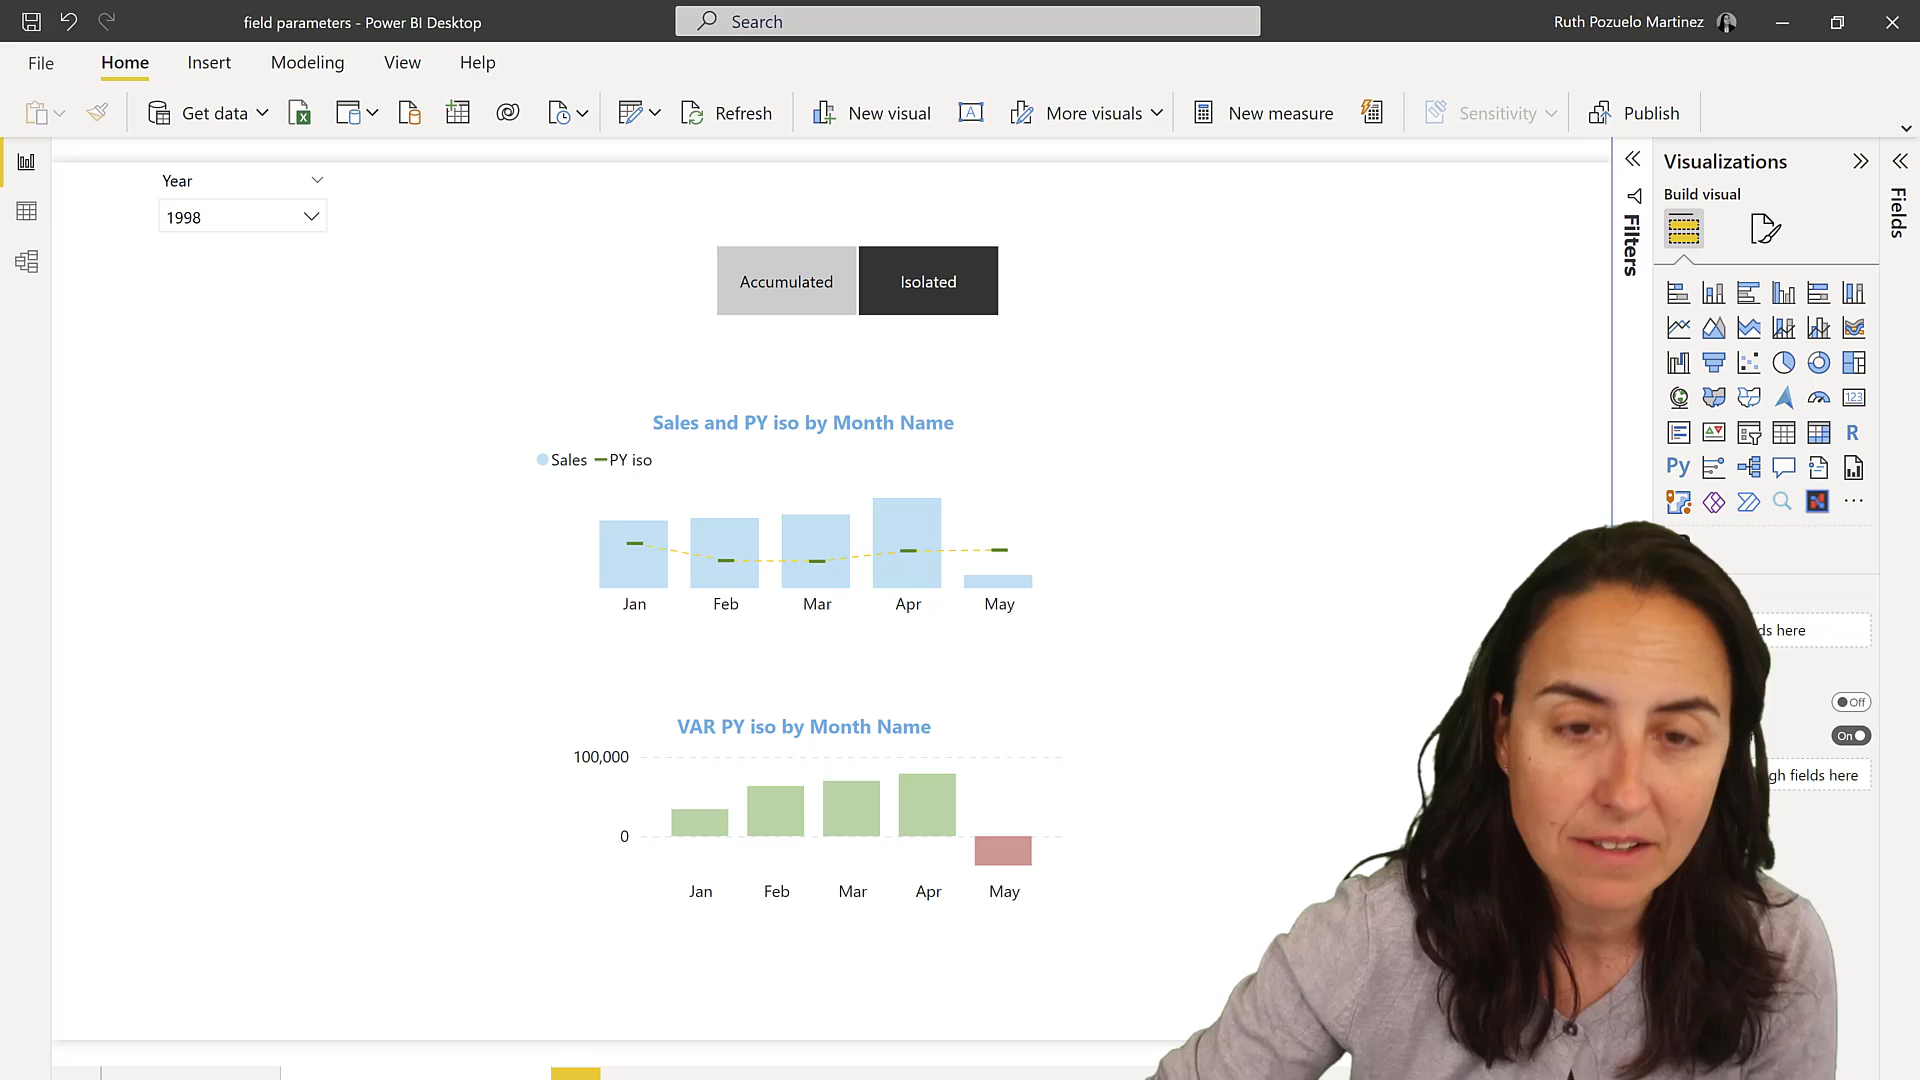 field parameters - Power BI Desktop
Search
Ruth Pozuelo Martinez
File Home Insert Modeling View Help
Get data
Refresh
New visual
A
More visuals
New measure
Sensitivity
Publish
Year
1998
Accumulated Isolated
Sales and PY iso by Month Name
Sales PY iso
Jan Feb Mar Apr May
VAR PY iso by Month Name
100,000
0
Jan Feb Mar Apr May
Filters
Visualizations
Build visual
123
R
Py
ds here
Off
On
gh fields here
Fields